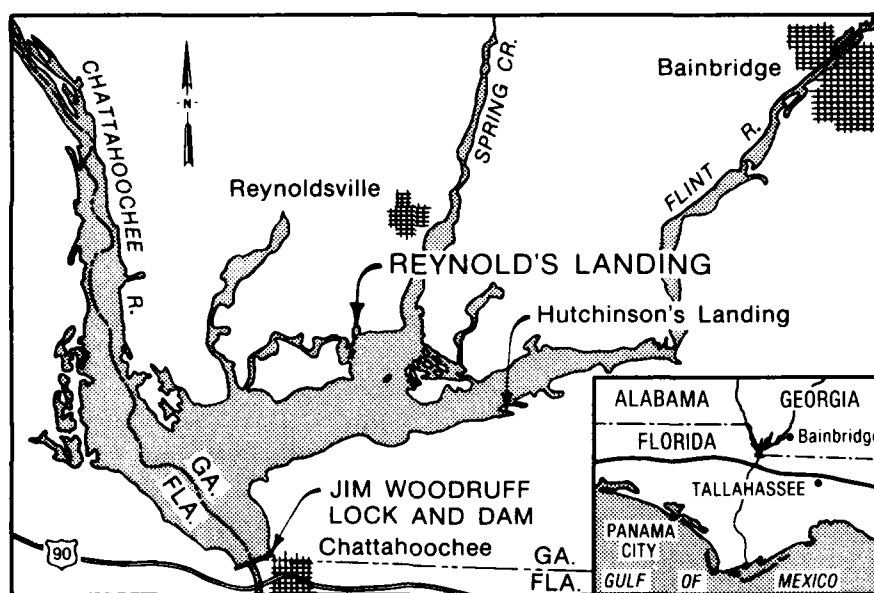 CHATTAHOOCHEE R.
N
SPRING CR.
Bainbridge
FLINT R.
Reynoldsville
REYNOLD'S LANDING
Hutchinson's Landing
GA.
FLA.
JIM WOODRUFF
LOCK AND DAM
Chattahoochee
GA.
FLA.
90
ALABAMA
GEORGIA
Bainbridge
FLORIDA
TALLAHASSEE
PANAMA
CITY
GULF OF MEXICO